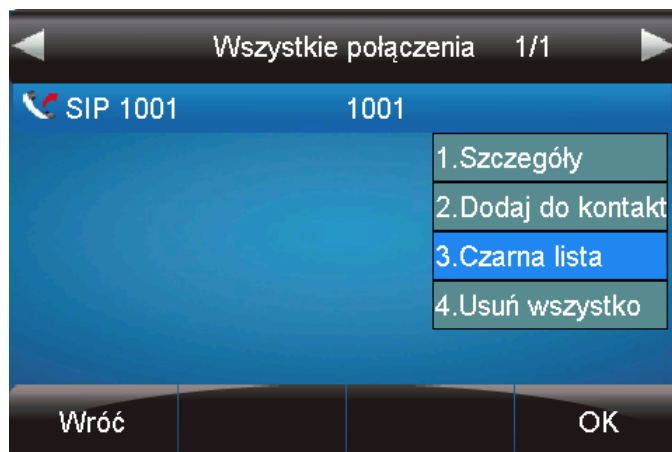 Wszystkie połączenia 1/1
SIP 1001 1001
1.Szczegóły
2.Dodaj do kontakt
3.Czarna lista
4.Usuń wszystko
Wróć OK